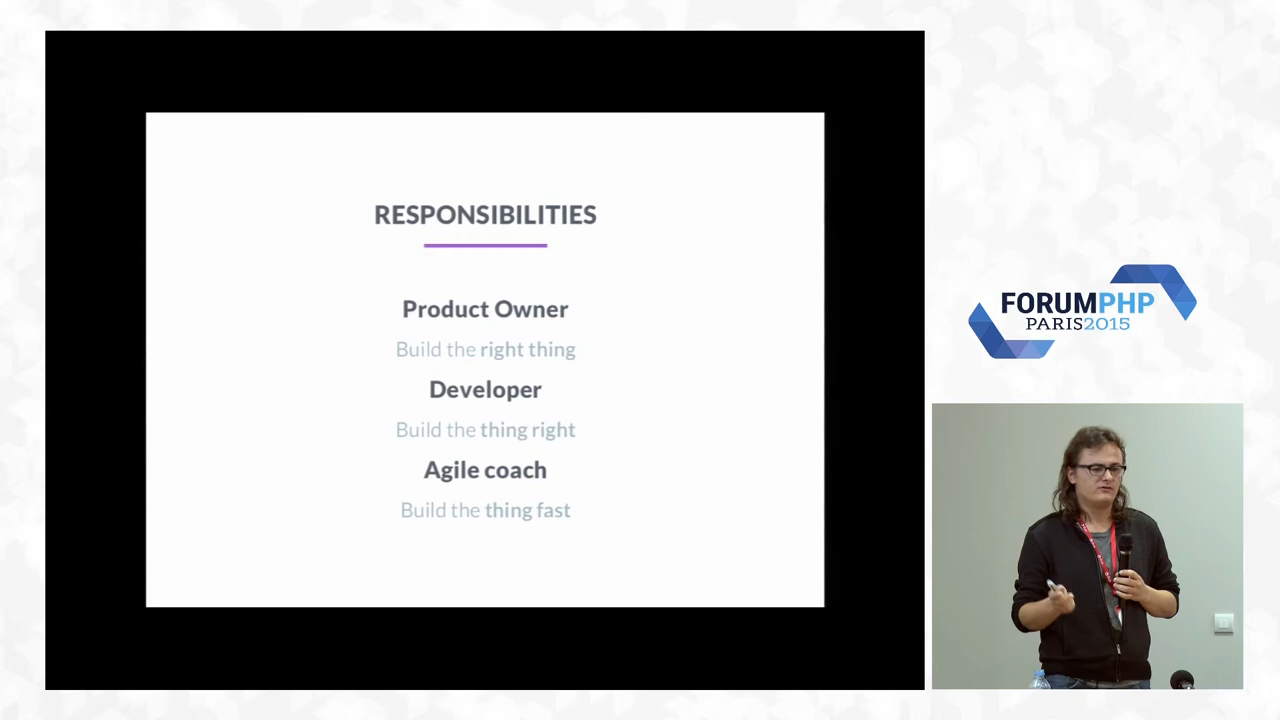 RESPONSIBILITIES
Product Owner
Build the right thing
Developer
Build the thing right
Agile coach
Build the thing fast
FORUMPHP
PARIS2015